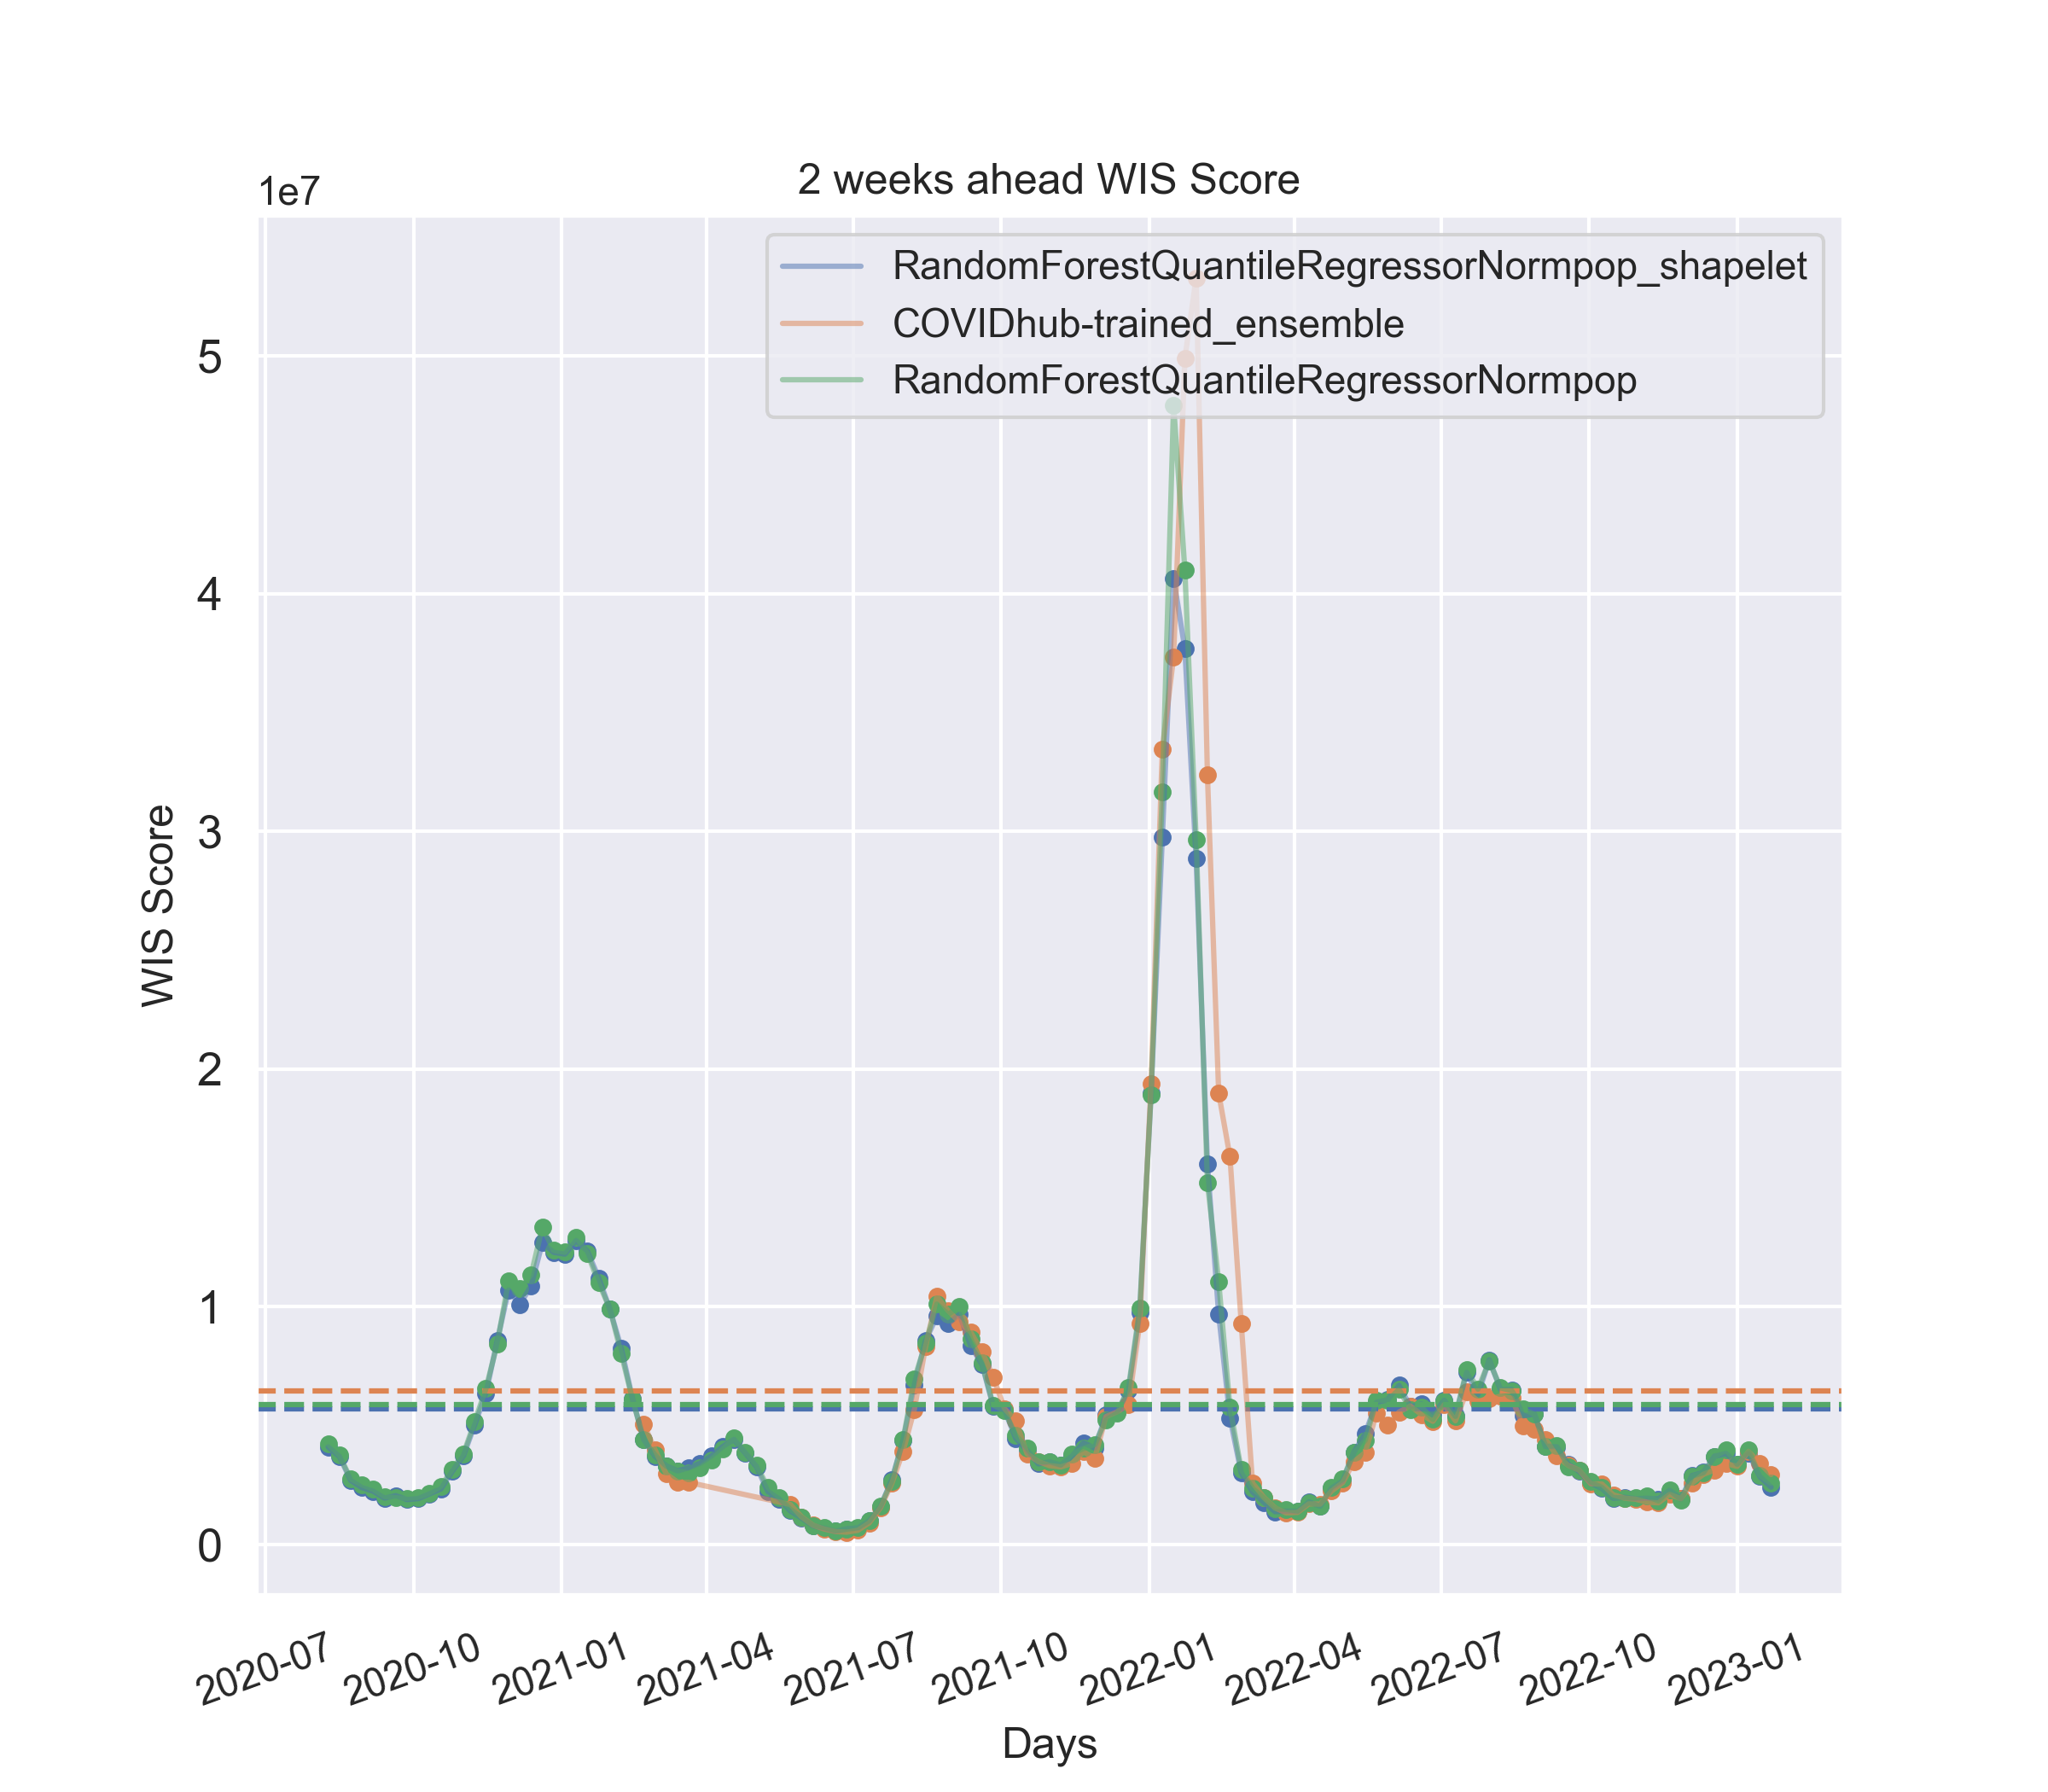 2 weeks ahead WIS Score
1e7
RandomForestQuantileRegressorNormpop_shapelet
COVIDhub-trained_ensemble
RandomForestQuantileRegressorNormpop
5
4
3
2
1
0
WIS Score
2020-07
2020-10
2021-01
2021-04
2021-07
2021-10
2022-01
2022-04
2022-07
2022-10
2023-01
Days